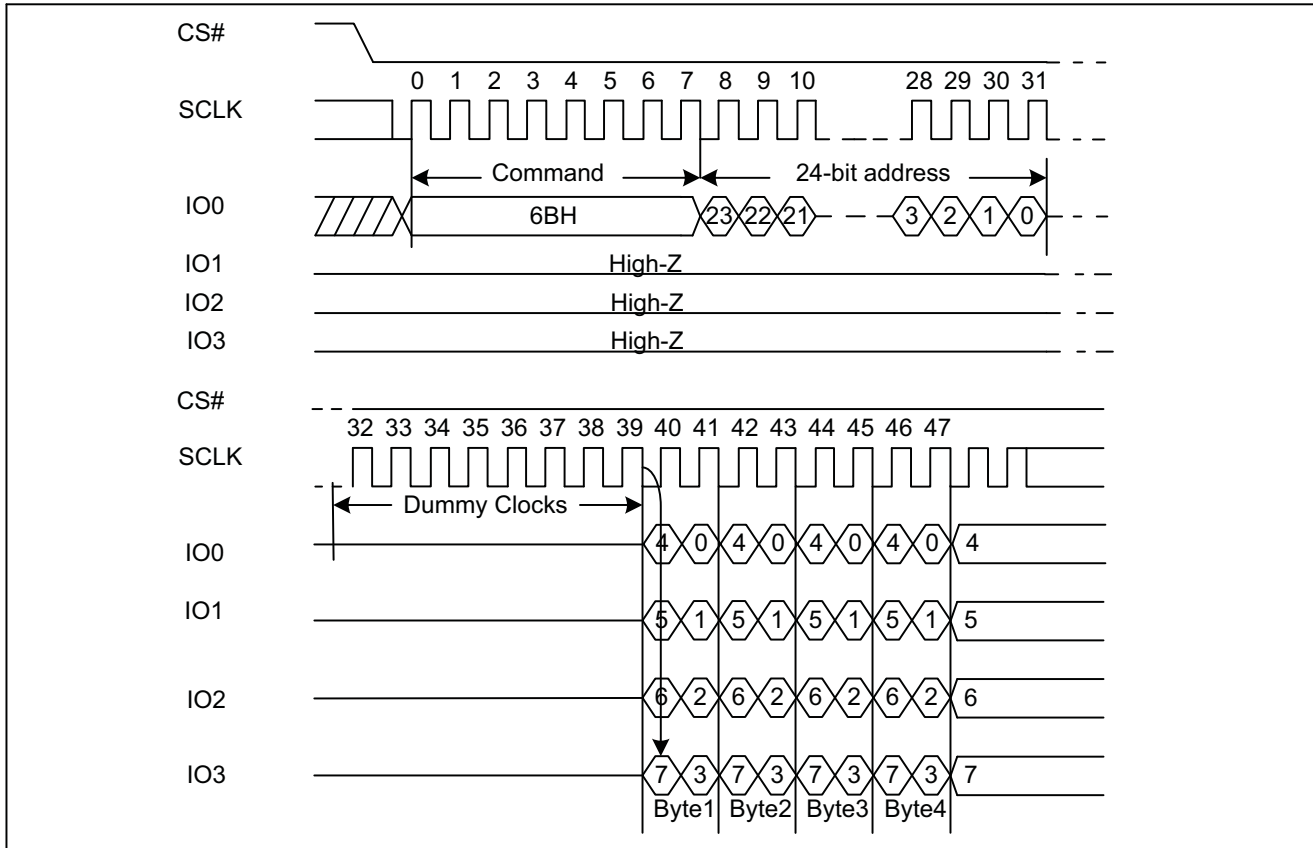 CS#
0 1 2 3 4 5 6 7 8 9 10 28 29 30 31
SCLK
Command 24-bit address
IO0 6BH 23 22 21 3 2 1 0
IO1 High-Z
IO2 High-Z
IO3 High-Z
CS#
32 33 34 35 36 37 38 39 40 41 42 43 44 45 46 47
SCLK
Dummy Clocks
IO0 4 0 4 0 4 0 4 0 4
IO1 5 1 5 1 5 1 5 1 5
IO2 6 2 6 2 6 2 6 2 6
IO3 7 3 7 3 7 3 7 3 7
Byte1 Byte2 Byte3 Byte4